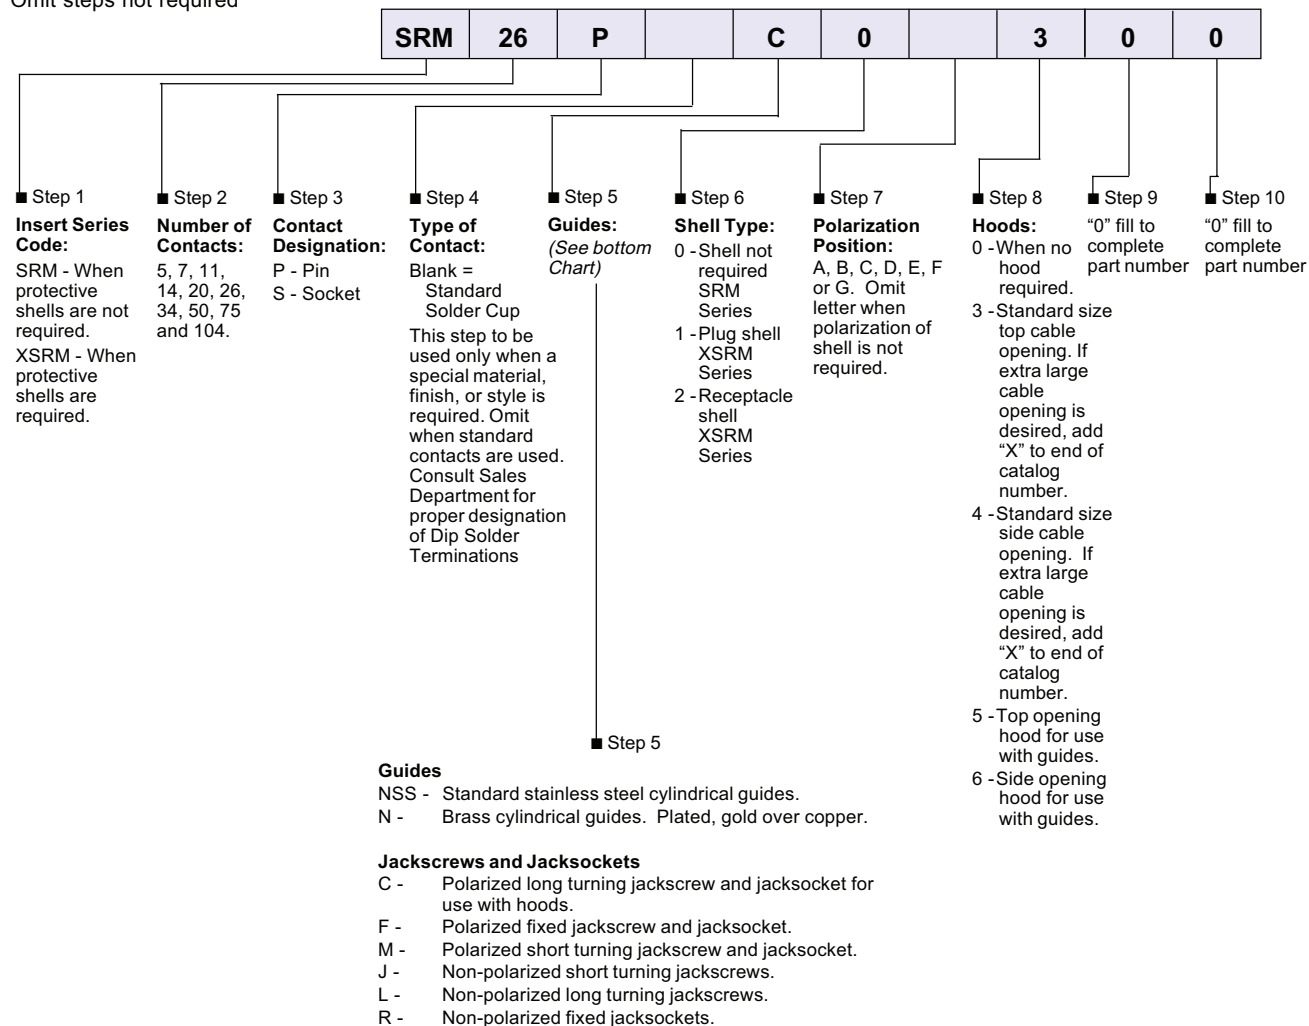 Omit steps not required
SRM 26 P C 0 3 0 0
■ Step 1
Insert Series
Code:
SRM - When
protective
shells are not
required.
XSRM - When
protective
shells are
required.
■ Step 2
Number of
Contacts:
5, 7, 11,
14, 20, 26,
34, 50, 75
and 104.
■ Step 3
Contact
Designation:
P - Pin
S - Socket
■ Step 4
Type of
Contact:
Blank =
Standard
Solder Cup
This step to be
used only when a
special material,
finish, or style is
required. Omit
when standard
contacts are used.
Consult Sales
Department for
proper designation
of Dip Solder
Terminations
■ Step 5
Guides:
(See bottom
Chart)
■ Step 6
Shell Type:
0 - Shell not
required
SRM
Series
1 - Plug shell
XSRM
Series
2 - Receptacle
shell
XSRM
Series
■ Step 7
Polarization
Position:
A, B, C, D, E, F
or G. Omit
letter when
polarization of
shell is not
required.
■ Step 8
Hoods:
0 - When no
hood
required.
3 - Standard size
top cable
opening. If
extra large
cable
opening is
desired, add
“X” to end of
catalog
number.
4 - Standard size
side cable
opening. If
extra large
cable
opening is
desired, add
“X” to end of
catalog
number.
5 - Top opening
hood for use
with guides.
6 - Side opening
hood for use
with guides.
■ Step 9
“0” fill to
complete
part number
■ Step 10
“0” fill to
complete
part number
■ Step 5
Guides
NSS - Standard stainless steel cylindrical guides.
N - Brass cylindrical guides. Plated, gold over copper.
Jackscrews and Jacksockets
C - Polarized long turning jackscrew and jacksocket for
use with hoods.
F - Polarized fixed jackscrew and jacksocket.
M - Polarized short turning jackscrew and jacksocket.
J - Non-polarized short turning jackscrews.
L - Non-polarized long turning jackscrews.
R - Non-polarized fixed jacksockets.